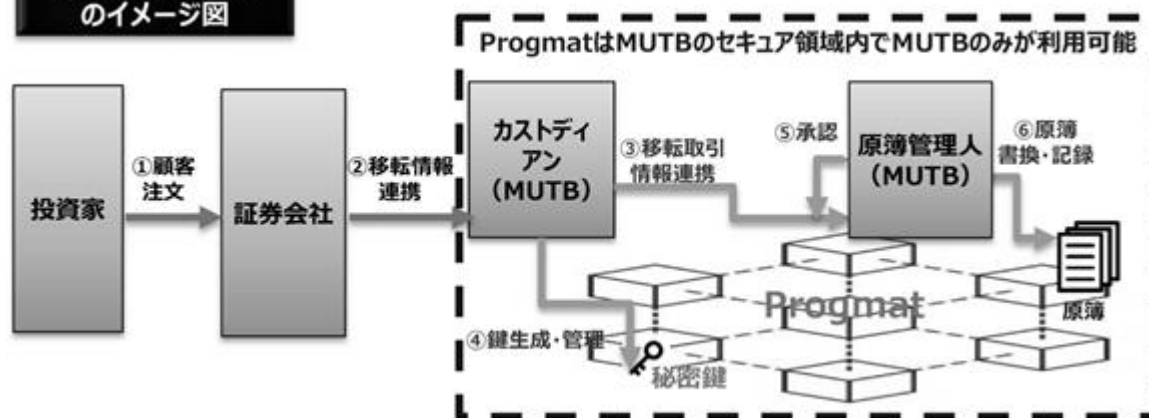 のイメージ図
ProgmatはMUTBのセキュア領域内でMUTBのみが利用可能
投資家
①顧客
注文
証券会社
②移転情報
連携
カストディ
アン
（MUTB）
③移転取引
情報連携
④鍵生成・管理
秘密鍵
⑤承認
原簿管理人
（MUTB）
⑥原簿
書換・記録
原簿
Progmat